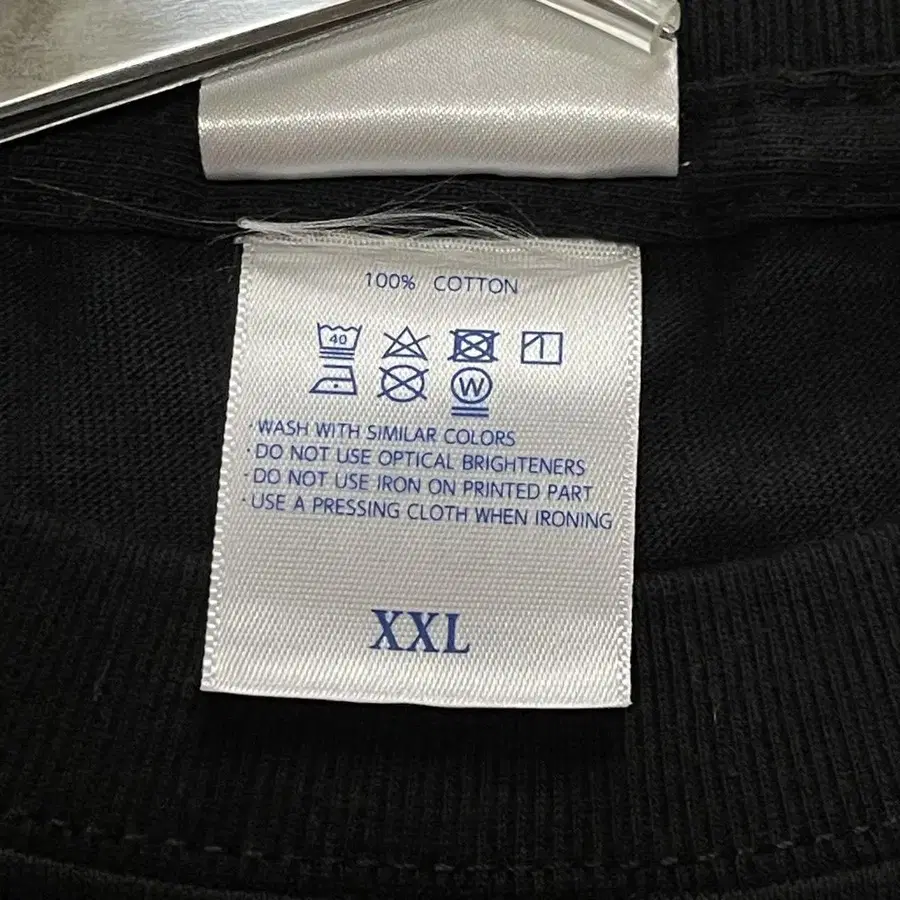 100% COTTON
40
W
·WASH WITH SIMILAR COLORS
·DO NOT USE OPTICAL BRIGHTENERS
·DO NOT USE IRON ON PRINTED PART
·USE A PRESSING CLOTH WHEN IRONING
XXL